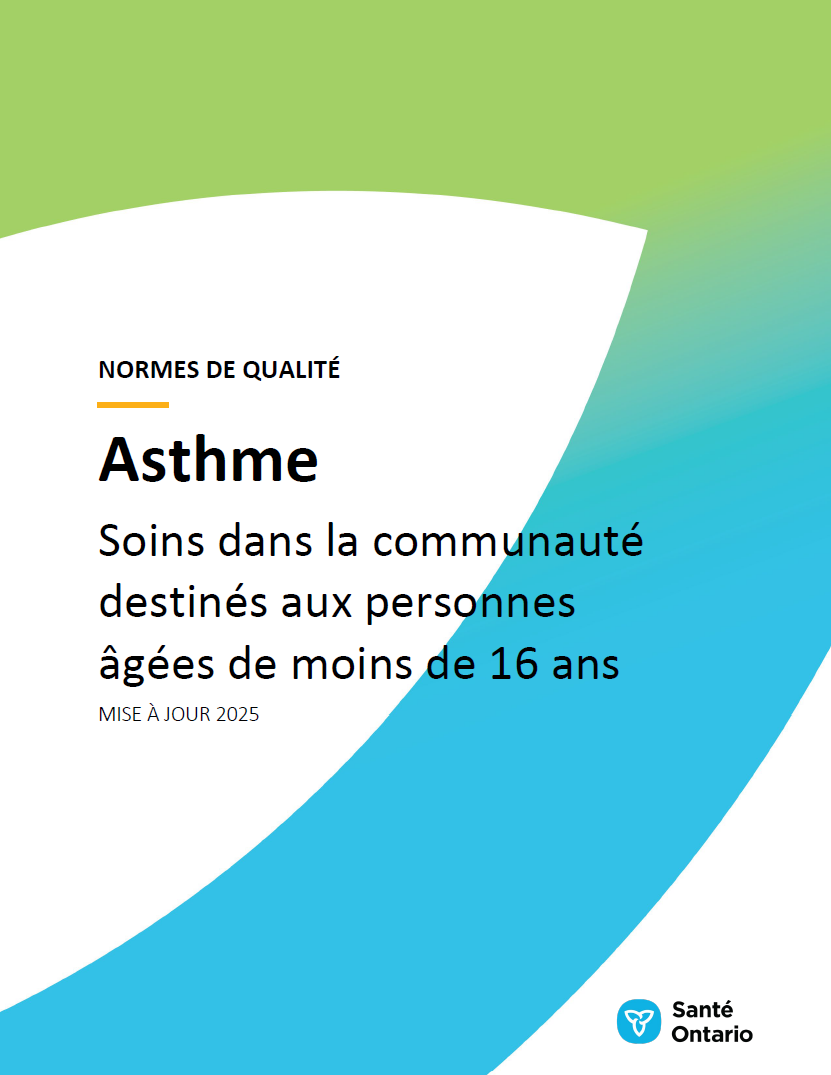 NORMES DE QUALITÉ
Asthme
Soins dans la communauté
destinés aux personnes
âgées de moins de 16 ans
MISE À JOUR 2025
Santé
Ontario